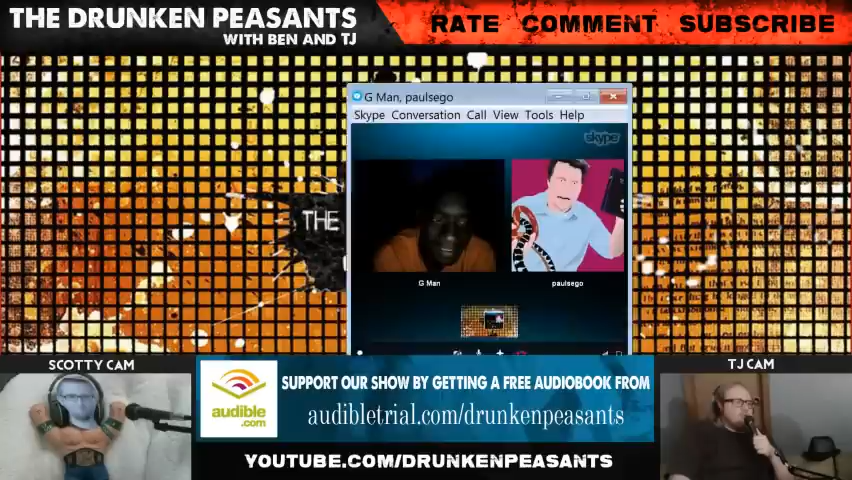 THE DRUNKEN PEASANTS
WITH BEN AND TJ
RATE COMMENT SUBSCRIBE
G Man, paulsego
Skype Conversation Call View Tools Help
skype
THE
G Man
paulsego
SCOTTY CAM
TJ CAM
audible
.com
SUPPORT OUR SHOW BY GETTING A FREE AUDIOBOOK FROM
audibletrial.com/drunkenpeasants
YOUTUBE.COM/DRUNKENPEASANTS